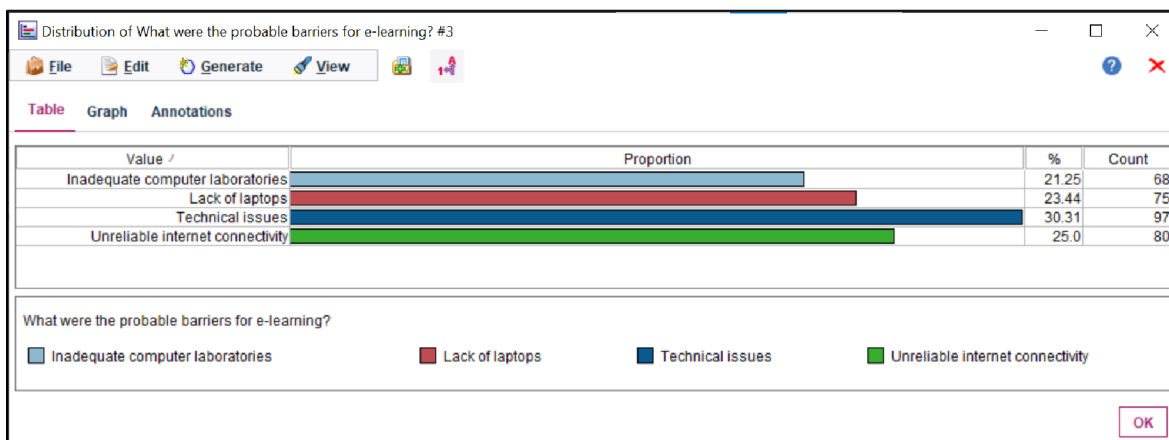 Distribution of What were the probable barriers for e-learning? #3
File Edit Generate View
Table Graph Annotations
Value Proportion % Count
Inadequate computer laboratories 21.25 68
Lack of laptops 23.44 75
Technical issues 30.31 97
Unreliable internet connectivity 25.0 80
What were the probable barriers for e-learning?
Inadequate computer laboratories Lack of laptops Technical issues Unreliable internet connectivity
OK